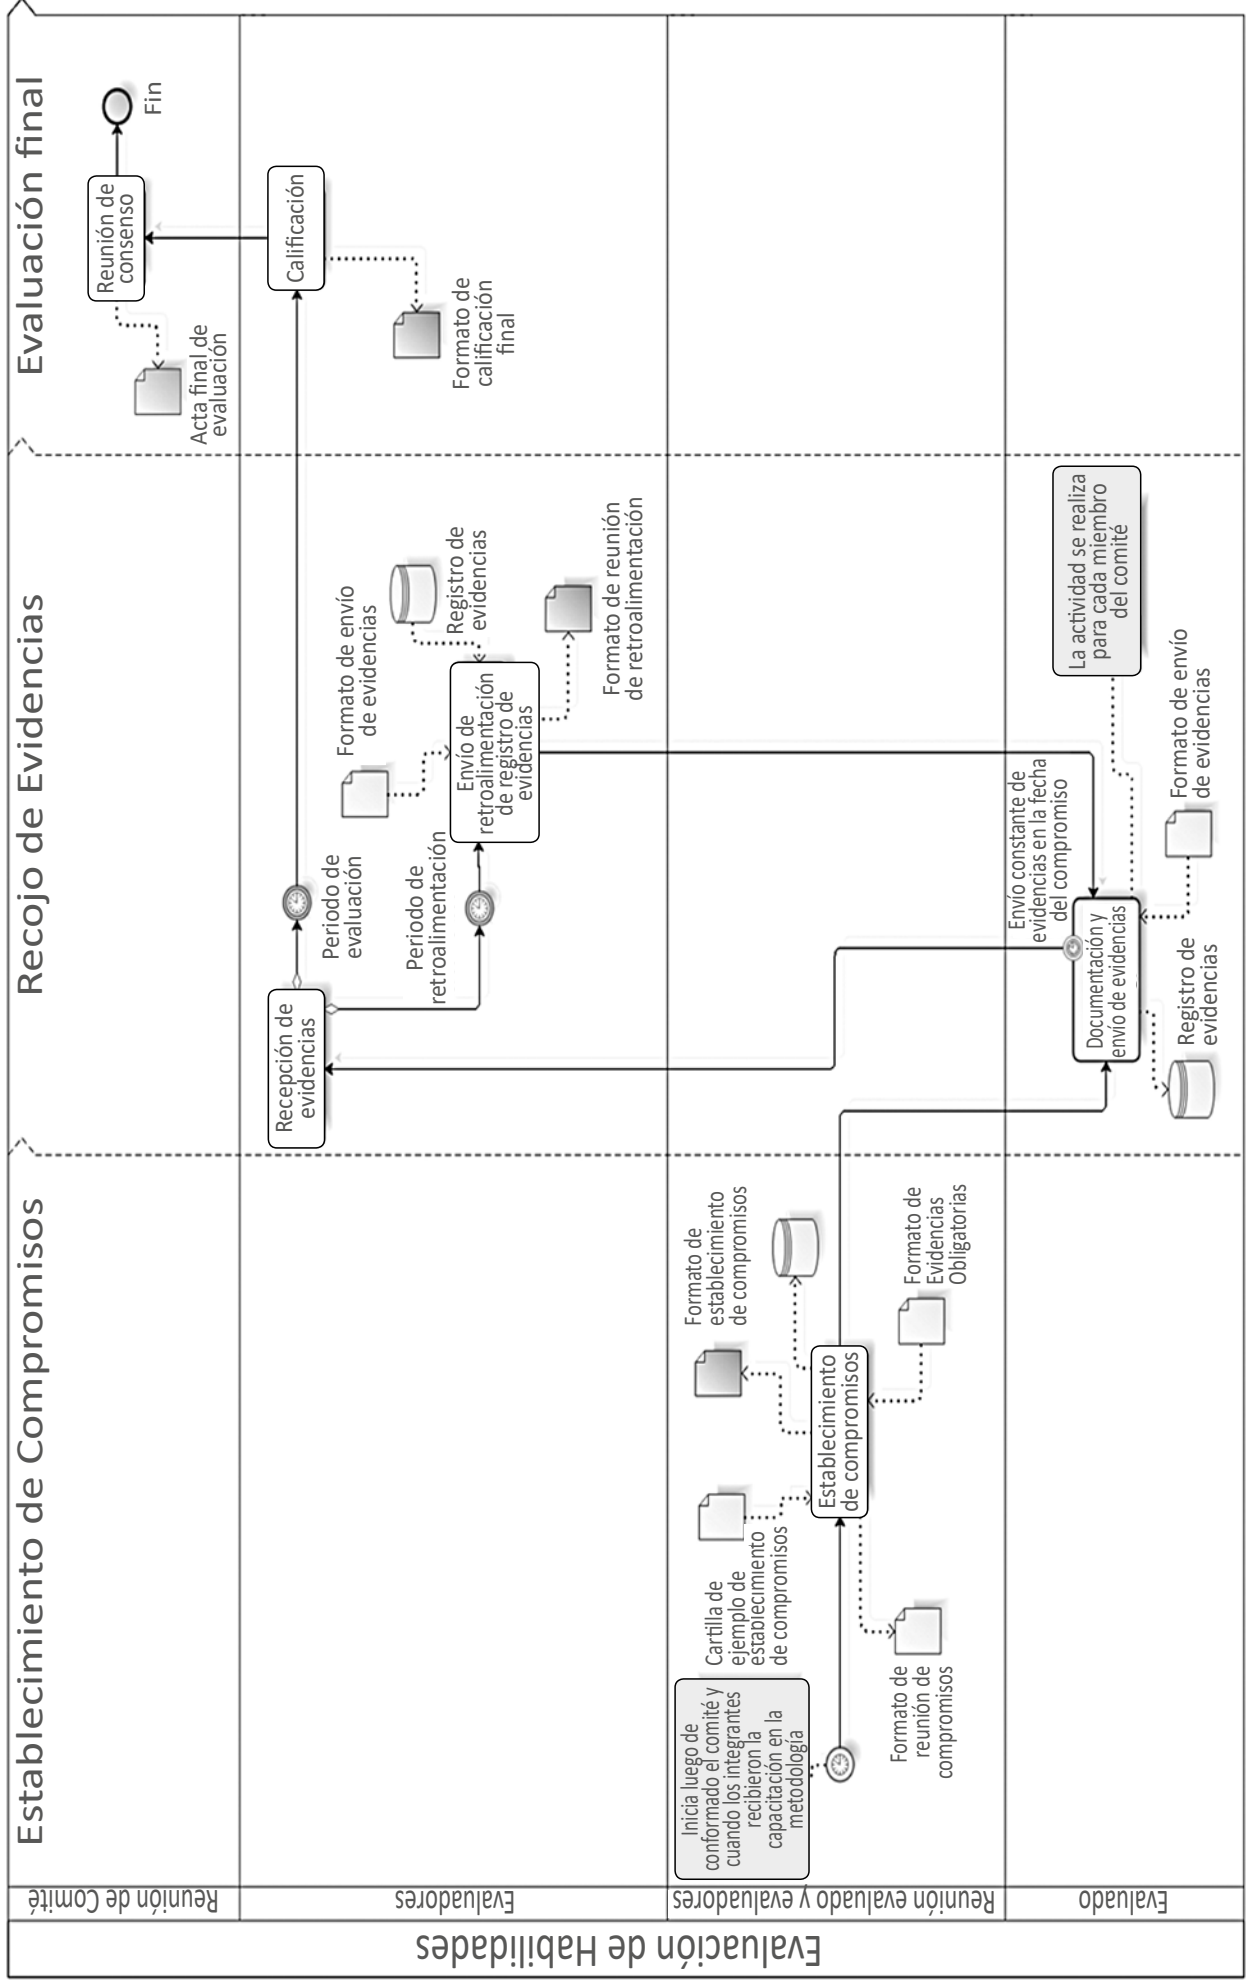 Evaluación de Habilidades
Reunión de Comité
Evaluadores
Reunión evaluado y evaluadores
Evaluado
Establecimiento de Compromisos
Recojo de Evidencias
Evaluación final
Acta final de
evaluación
Reunión de
consenso
Fin
Recepción de
evidencias
Periodo de
evaluación
Calificación
Formato de
calificación
final
Periodo de
retroalimentación
Formato de envío
de evidencias
Envío de
retroalimentación
de registro de
evidencias
Registro de
evidencias
Formato de reunión
de retroalimentación
Inicia luego de
conformado el comité y
cuando los integrantes
recibieron la
capacitación en la
metodología
Cartilla de
ejemplo de
establecimiento
de compromisos
Formato de
establecimiento
de compromisos
Establecimiento
de compromisos
Formato de
reunión de
compromisos
Formato de
Evidencias
Obligatorias
Envío constante de
evidencias en la fecha
del compromiso
Documentación y
envío de evidencias
La actividad se realiza
para cada miembro
del comité
Registro de
evidencias
Formato de envío
de evidencias